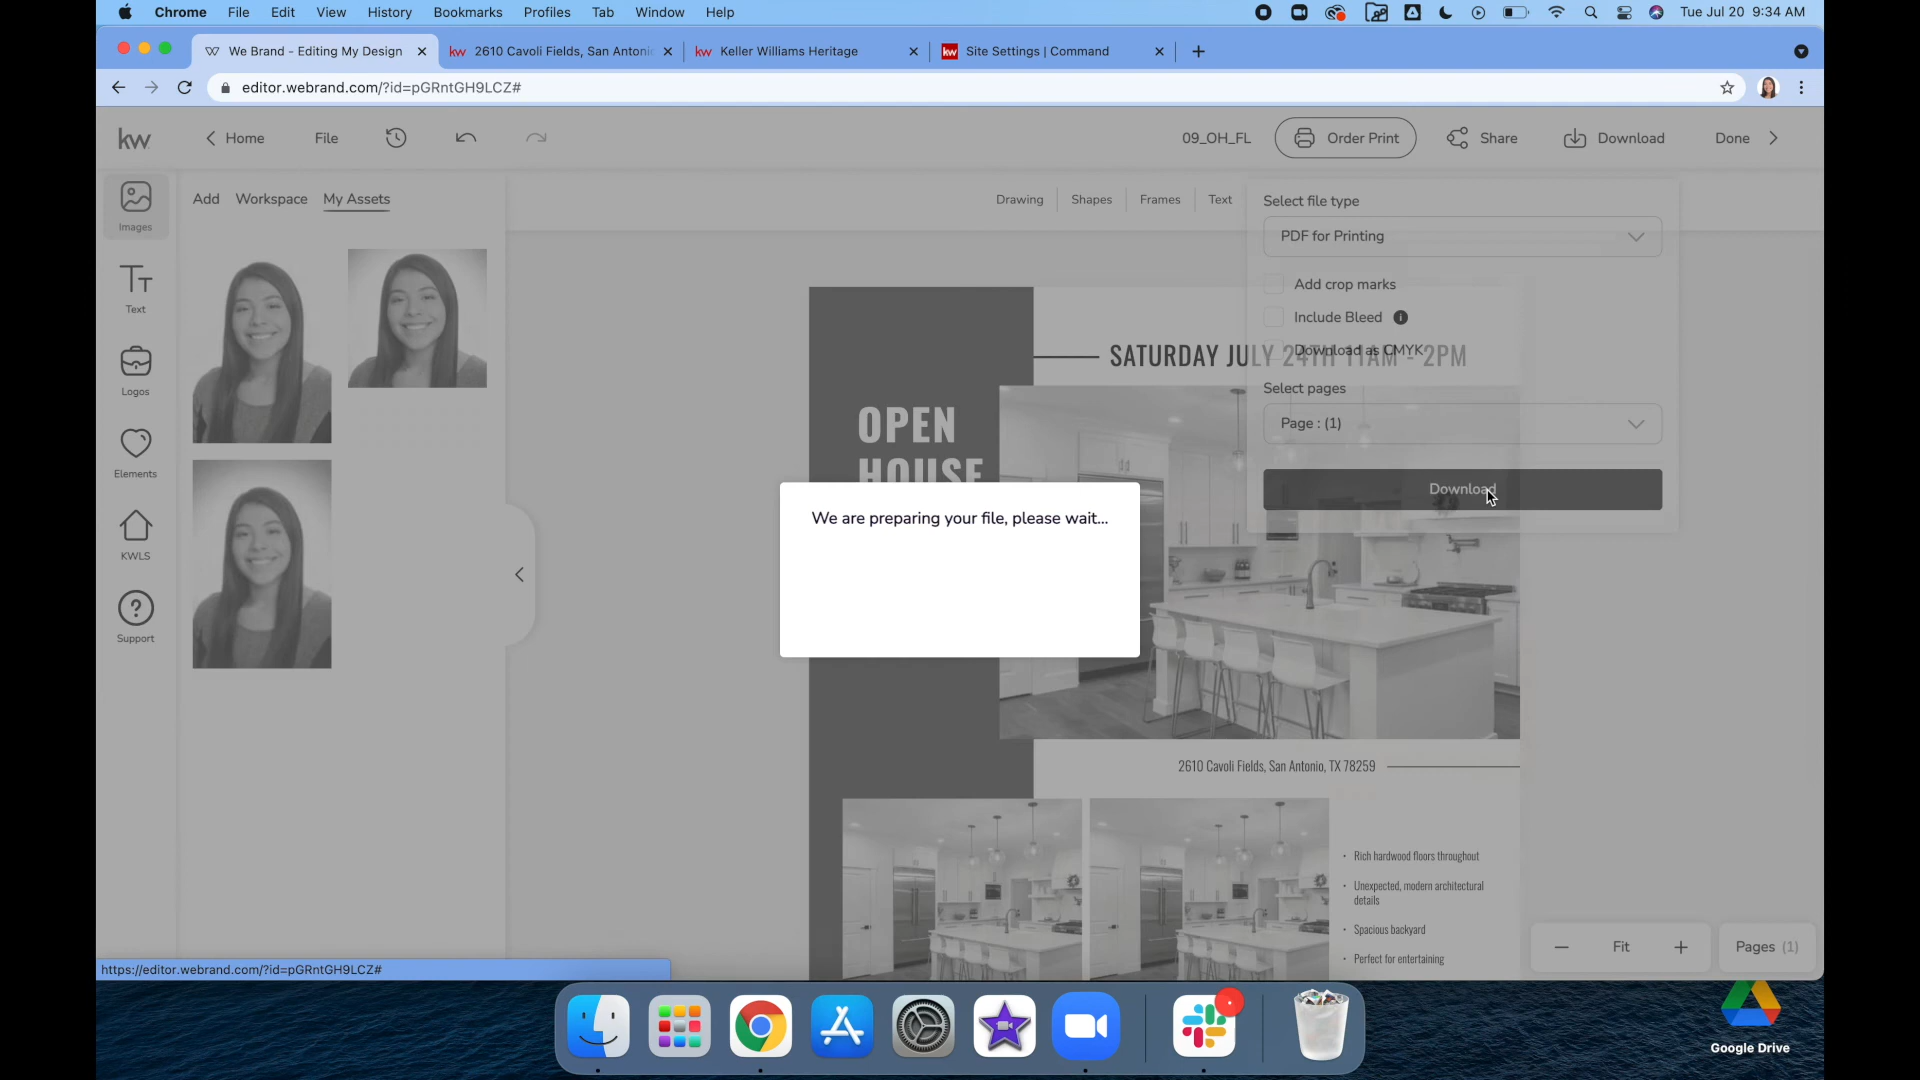 Chrome File Edit View History Bookmarks Profiles Tab Window Help Tue Jul 20 9:34 AM
We Brand - Editing My Design 2610 Cavoli Fields, San Antonio Keller Williams Heritage Site Settings | Command
editor.webrand.com/?id=pGRntGH9LCZ#
kw Home File 09_OH_FL Order Print Share Download Done
Add Workspace My Assets
Drawing Shapes Frames Text
Select file type
PDF for Printing
Add crop marks
Include Bleed
Download as CMYK
Select pages
Page : (1)
Download
Images
Text
Logos
Elements
KWLS
Support
SATURDAY JULY 24TH 11AM - 2PM
OPEN
HOUSE
We are preparing your file, please wait...
2610 Cavoli Fields, San Antonio, TX 78259
• Rich hardwood floors throughout
• Unexpected, modern architectural
details
• Spacious backyard
• Perfect for entertaining
Fit
Pages (1)
https://editor.webrand.com/?id=pGRntGH9LCZ#
Google Drive